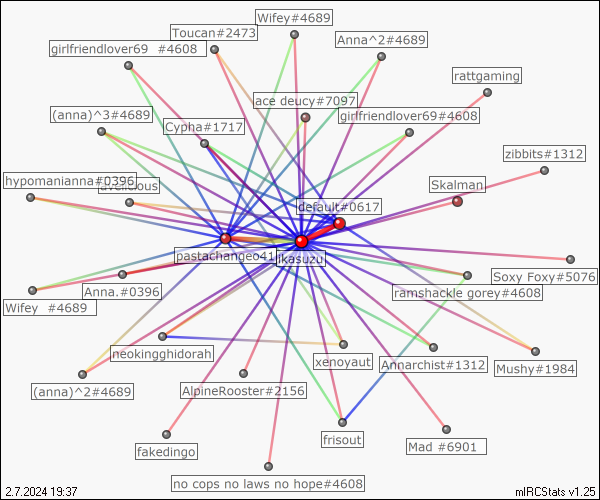 Wifey#4689
Toucan#2473
Anna^2#4689
girlfriendlover69 #4608
rattgaming
ace deucy#7097
(anna)^3#4689
girlfriendlover69#4608
Cypha#1717
zibbits#1312
hypomanianna#0396
Skalman
default#0617
pastachange041
ikasuzu
Soxy Foxy#5076
Anna.#0396
ramshackle gorey#4608
Wifey #4689
neokingghidorah
xenoyaut
Annarchist#1312
Mushy#1984
(anna)^2#4689
AlpineRooster#2156
frisout
Mad #6901
fakedingo
no cops no laws no hope#4608
2.7.2024 19:37
mIRCStats v1.25